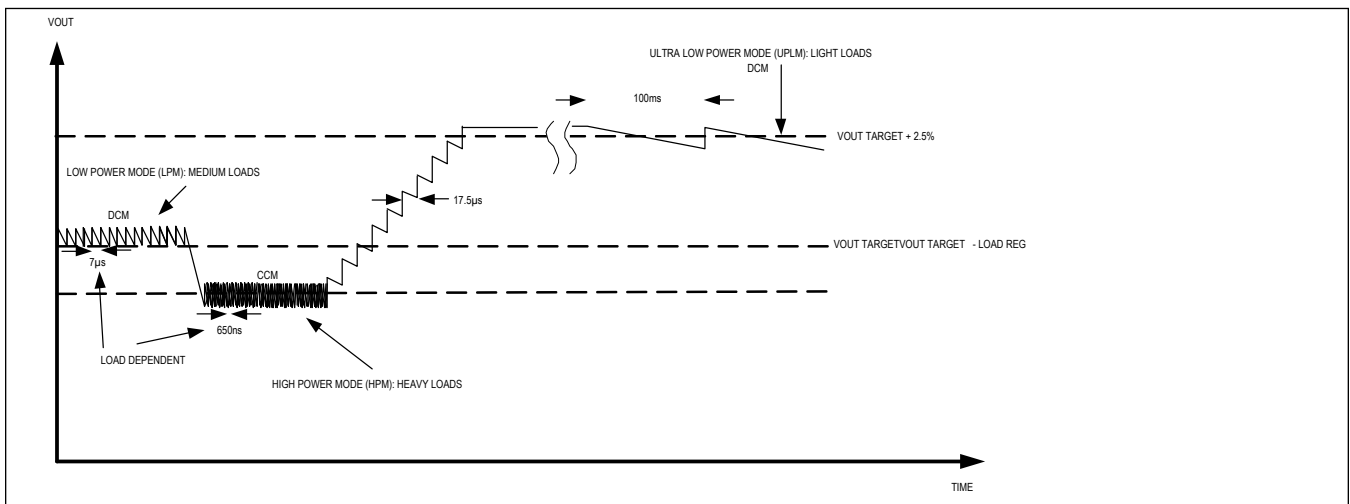 VOUT
ULTRA LOW POWER MODE (UPLM): LIGHT LOADS
DCM
100ms
VOUT TARGET + 2.5%
LOW POWER MODE (LPM): MEDIUM LOADS
17.5µs
DCM
VOUT TARGETVOUT TARGET - LOAD REG
7µs
CCM
650ns
LOAD DEPENDENT
HIGH POWER MODE (HPM): HEAVY LOADS
TIME